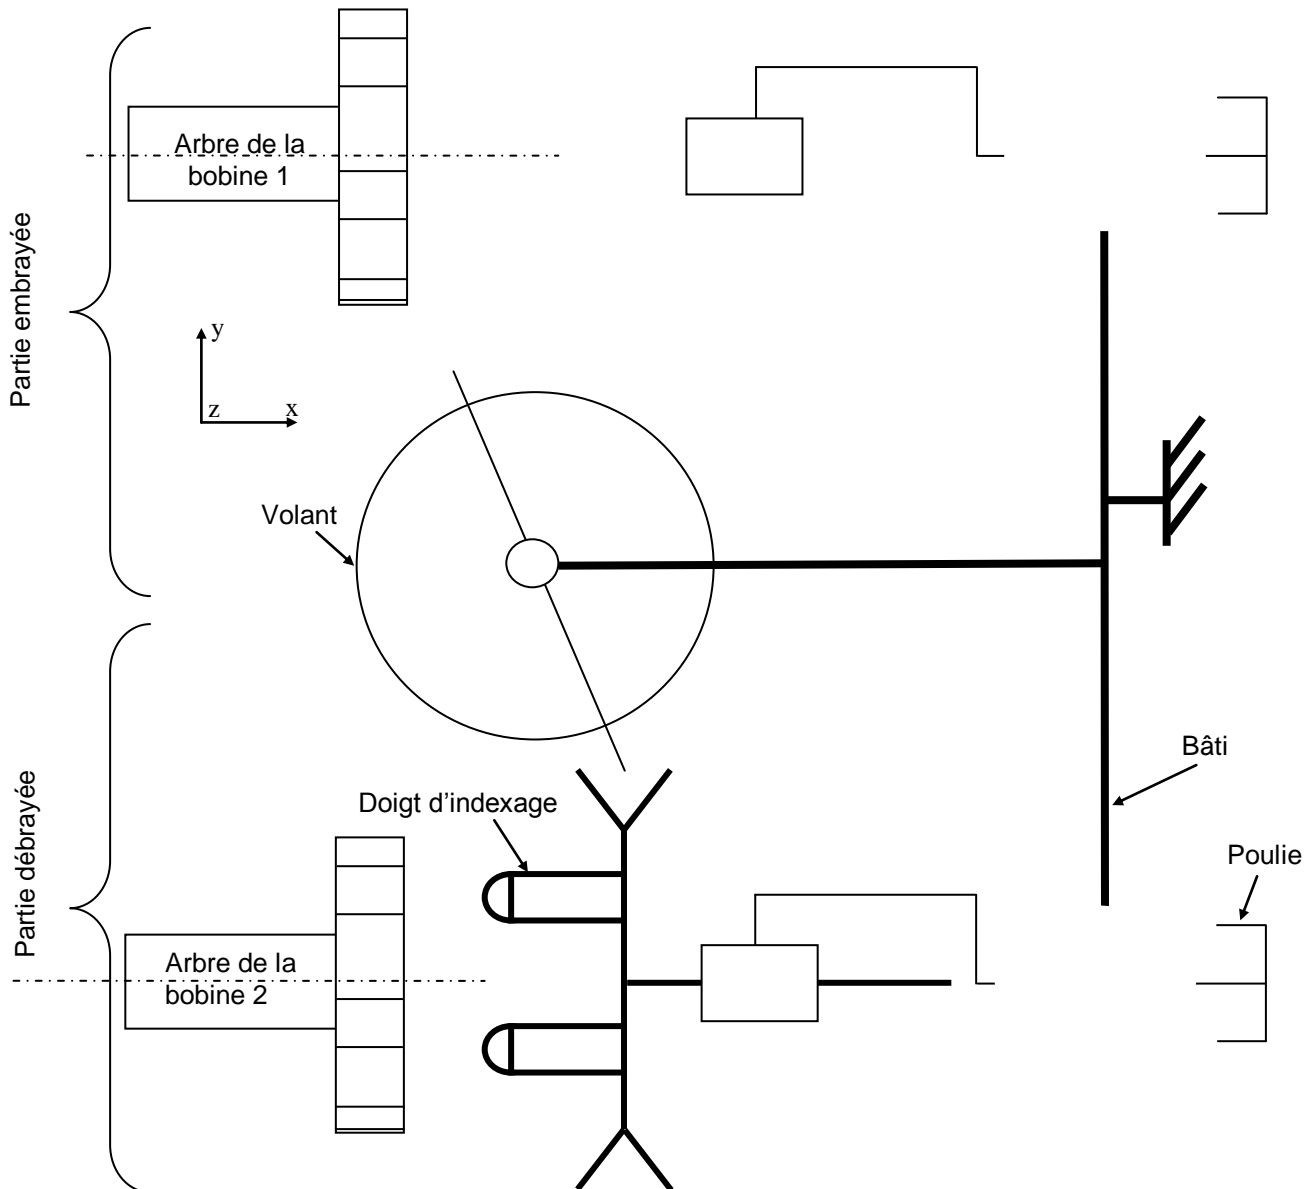 Partie embrayée
Arbre de la
bobine 1
y
z
x
Volant
Partie débrayée
Bâti
Doigt d'indexage
Poulie
Arbre de la
bobine 2